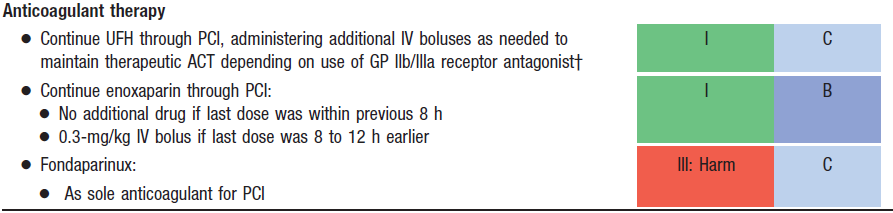 Anticoagulant therapy
● Continue UFH through PCI, administering additional IV boluses as needed to I C
maintain therapeutic ACT depending on use of GP IIb/IIIa receptor antagonist†
● Continue enoxaparin through PCI: I B
● No additional drug if last dose was within previous 8 h
● 0.3-mg/kg IV bolus if last dose was 8 to 12 h earlier
● Fondaparinux: III: Harm C
● As sole anticoagulant for PCI